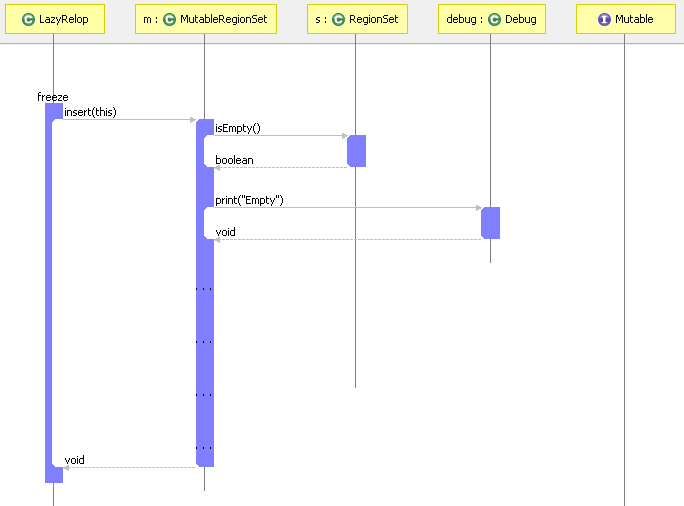 C LazyRelop
m : C MutableRegionSet
s : C RegionSet
debug : C Debug
I Mutable
freeze
insert(this)
isEmpty()
boolean
print("Empty")
void
...
...
...
...
void